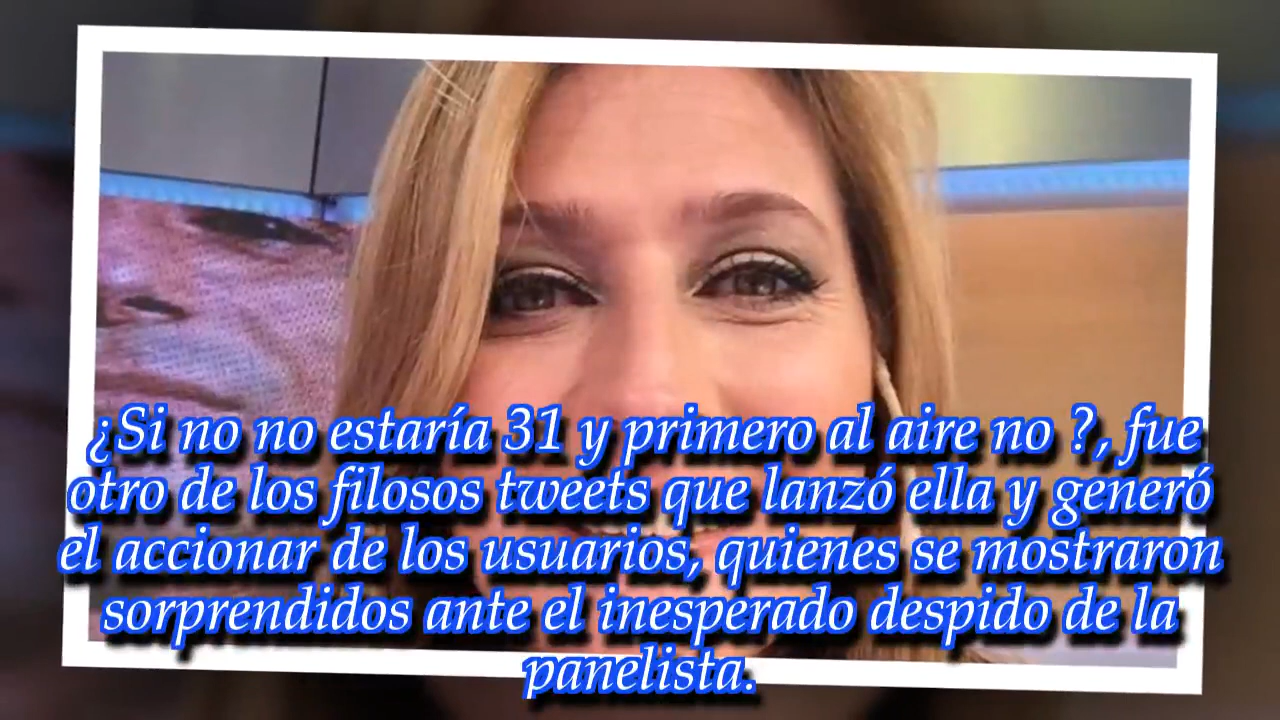 ¿Si no no estaría 31 y primero al aire no ?, fue
otro de los filosos tweets que lanzó ella y generó
el accionar de los usuarios, quienes se mostraron
sorprendidos ante el inesperado despido de la
panelista.